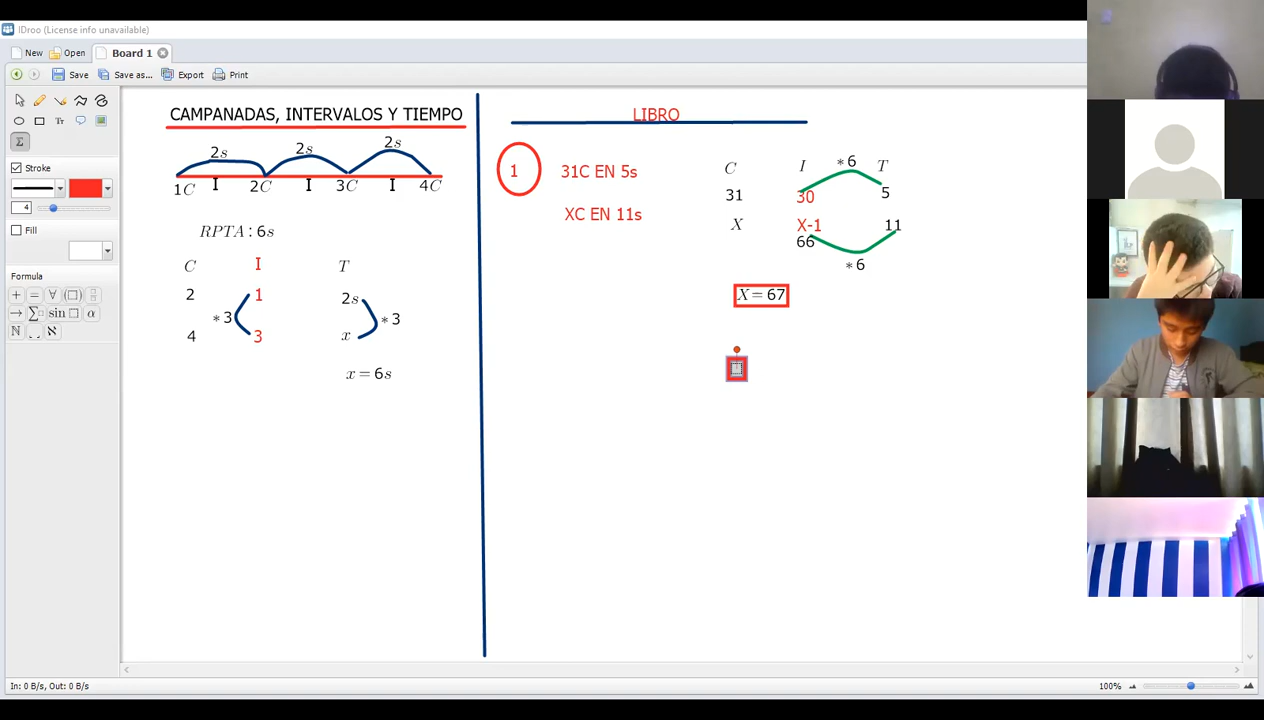 IDroo (License info unavailable)
New Open Board 1
Save Save as... Export Print
Tт
Σ
Stroke
4
Fill
Formula
+ = ∀ (□)
→ ∑□ sin □ α
ℕ ℵ
CAMPANADAS, INTERVALOS Y TIEMPO
2s 2s 2s
1C I 2C I 3C I 4C
RPTA : 6s
C I T
2 1 2s
∗3 ∗3
4 3 x
x = 6s
LIBRO
1 31C EN 5s
XC EN 11s
C I ∗6 T
31 30 5
X X-1 11
66
∗6
X = 67
In: 0 B/s, Out: 0 B/s
100%